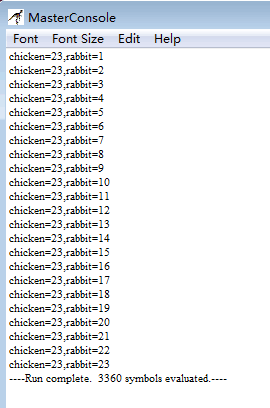 MasterConsole
Font Font Size Edit Help
chicken=23,rabbit=1
chicken=23,rabbit=2
chicken=23,rabbit=3
chicken=23,rabbit=4
chicken=23,rabbit=5
chicken=23,rabbit=6
chicken=23,rabbit=7
chicken=23,rabbit=8
chicken=23,rabbit=9
chicken=23,rabbit=10
chicken=23,rabbit=11
chicken=23,rabbit=12
chicken=23,rabbit=13
chicken=23,rabbit=14
chicken=23,rabbit=15
chicken=23,rabbit=16
chicken=23,rabbit=17
chicken=23,rabbit=18
chicken=23,rabbit=19
chicken=23,rabbit=20
chicken=23,rabbit=21
chicken=23,rabbit=22
chicken=23,rabbit=23
----Run complete.  3360 symbols evaluated.----